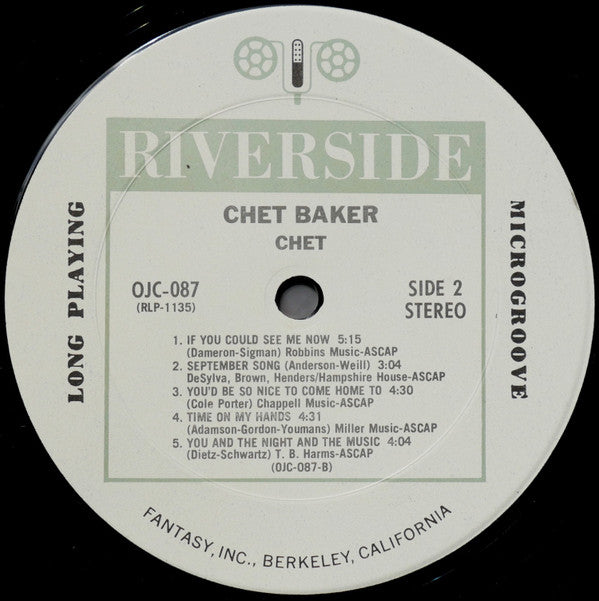 RIVERSIDE
CHET BAKER
CHET
LONG PLAYING
MICROGROOVE
OJC-087
(RLP-1135)
SIDE 2
STEREO
1. IF YOU COULD SEE ME NOW 5:15
(Dameron-Sigman) Robbins Music-ASCAP
2. SEPTEMBER SONG (Anderson-Weill) 3:04
DeSylva, Brown, Henders/Hampshire House-ASCAP
3. YOU'D BE SO NICE TO COME HOME TO 4:30
(Cole Porter) Chappell Music-ASCAP
4. TIME ON MY HANDS 4:31
(Adamson-Gordon-Youmans) Miller Music-ASCAP
5. YOU AND THE NIGHT AND THE MUSIC 4:04
(Dietz-Schwartz) T. B. Harms-ASCAP
(OJC-087-B)
FANTASY, INC., BERKELEY, CALIFORNIA